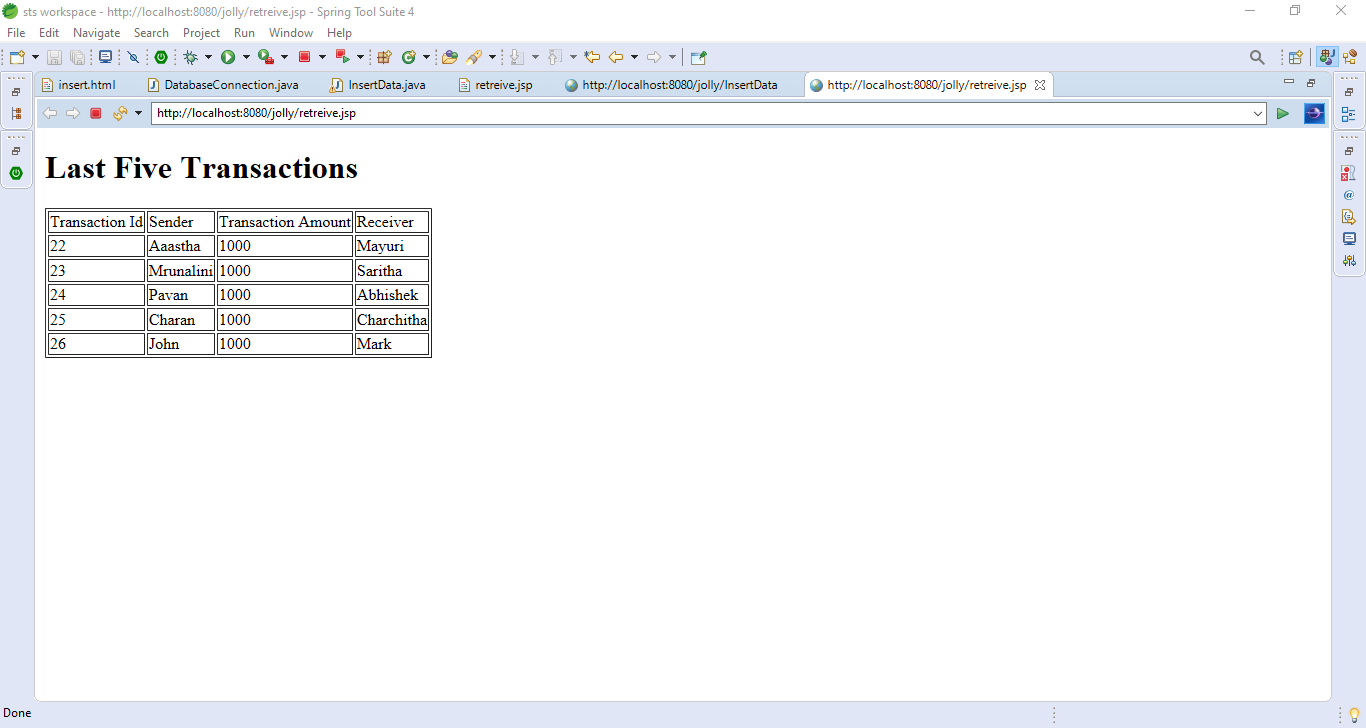 sts workspace - http://localhost:8080/jolly/retreive.jsp - Spring Tool Suite 4
File Edit Navigate Search Project Run Window Help
insert.html DatabaseConnection.java InsertData.java retreive.jsp http://localhost:8080/jolly/InsertData http://localhost:8080/jolly/retreive.jsp
http://localhost:8080/jolly/retreive.jsp
Last Five Transactions
Transaction Id Sender Transaction Amount Receiver
22 Aaastha 1000 Mayuri
23 Mrunalini 1000 Saritha
24 Pavan 1000 Abhishek
25 Charan 1000 Charchitha
26 John 1000 Mark
Done